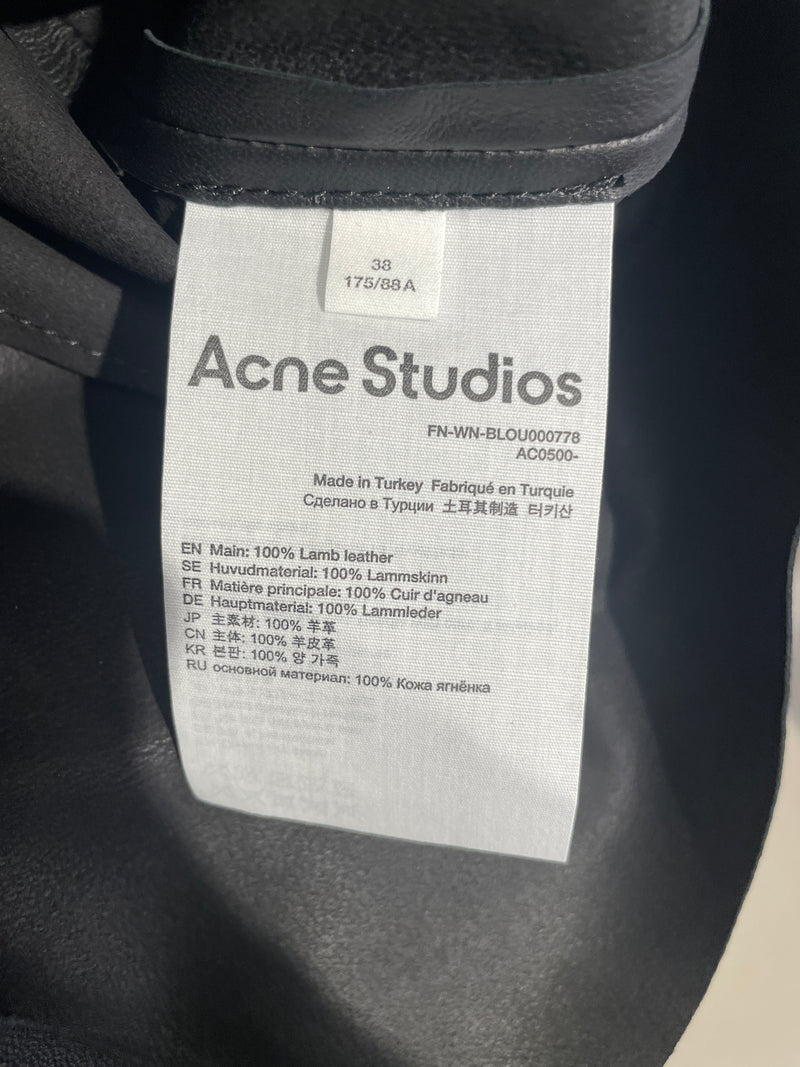 38
175/88A
Acne Studios
FN-WN-BLOU000778
AC0500-
Made in Turkey Fabriqué en Turquie
Сделано в Турции 土耳其制造 터키산
EN Main: 100% Lamb leather
SE Huvudmaterial: 100% Lammskinn
FR Matière principale: 100% Cuir d'agneau
DE Hauptmaterial: 100% Lammleder
JP 主素材: 100% 羊革
CN 主体: 100% 羊皮革
KR 본판: 100% 양 가죽
RU основной материал: 100% Кожа ягнёнка